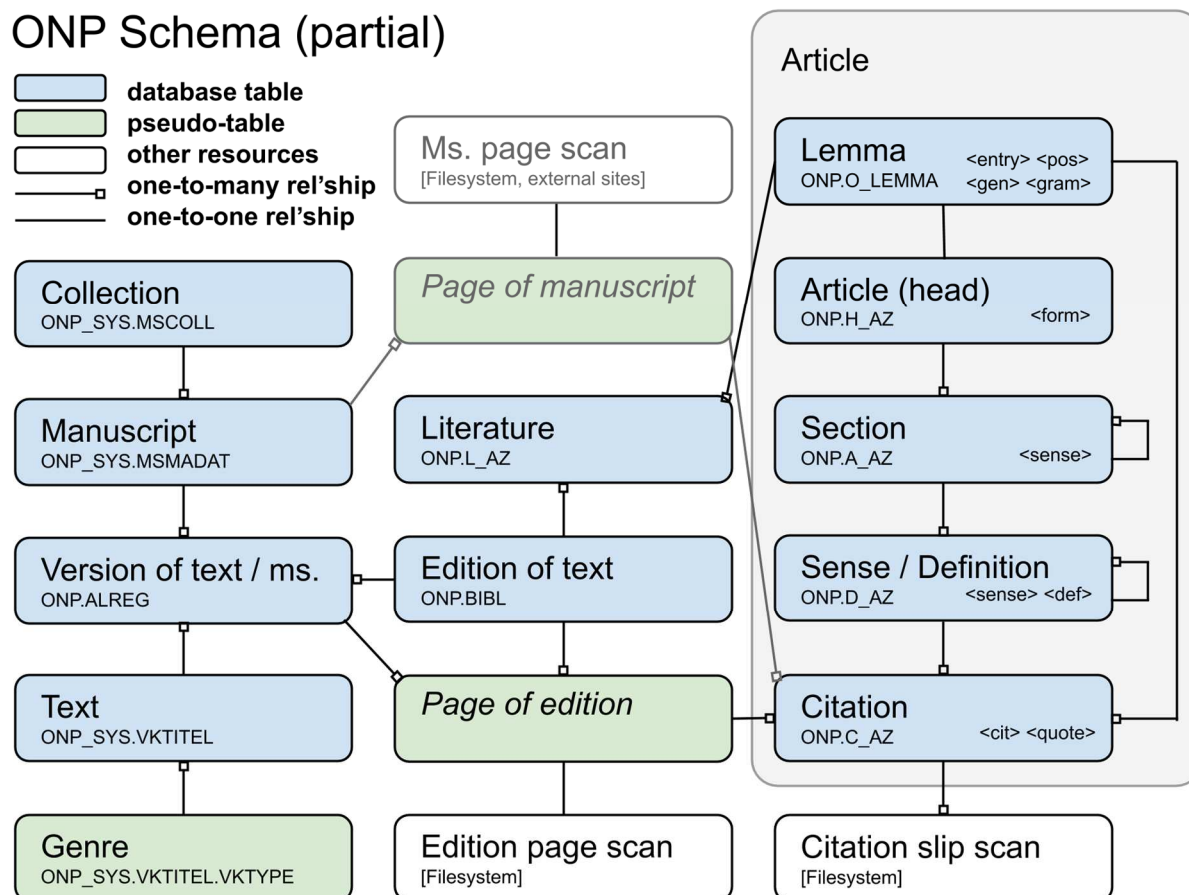 ONP Schema (partial)
database table
pseudo-table
other resources
one-to-many rel'ship
one-to-one rel'ship
Collection
ONP_SYS.MSCOLL
Manuscript
ONP_SYS.MSMADAT
Version of text / ms.
ONP.ALREG
Text
ONP_SYS.VKTITEL
Genre
ONP_SYS.VKTITEL.VKTYPE
Ms. page scan
[Filesystem, external sites]
Page of manuscript
Literature
ONP.L_AZ
Edition of text
ONP.BIBL
Page of edition
Edition page scan
[Filesystem]
Article
Lemma
<entry> <pos>
ONP.O_LEMMA
<gen> <gram>
Article (head)
ONP.H_AZ
<form>
Section
ONP.A_AZ
<sense>
Sense / Definition
ONP.D_AZ
<sense> <def>
Citation
ONP.C_AZ
<cit> <quote>
Citation slip scan
[Filesystem]